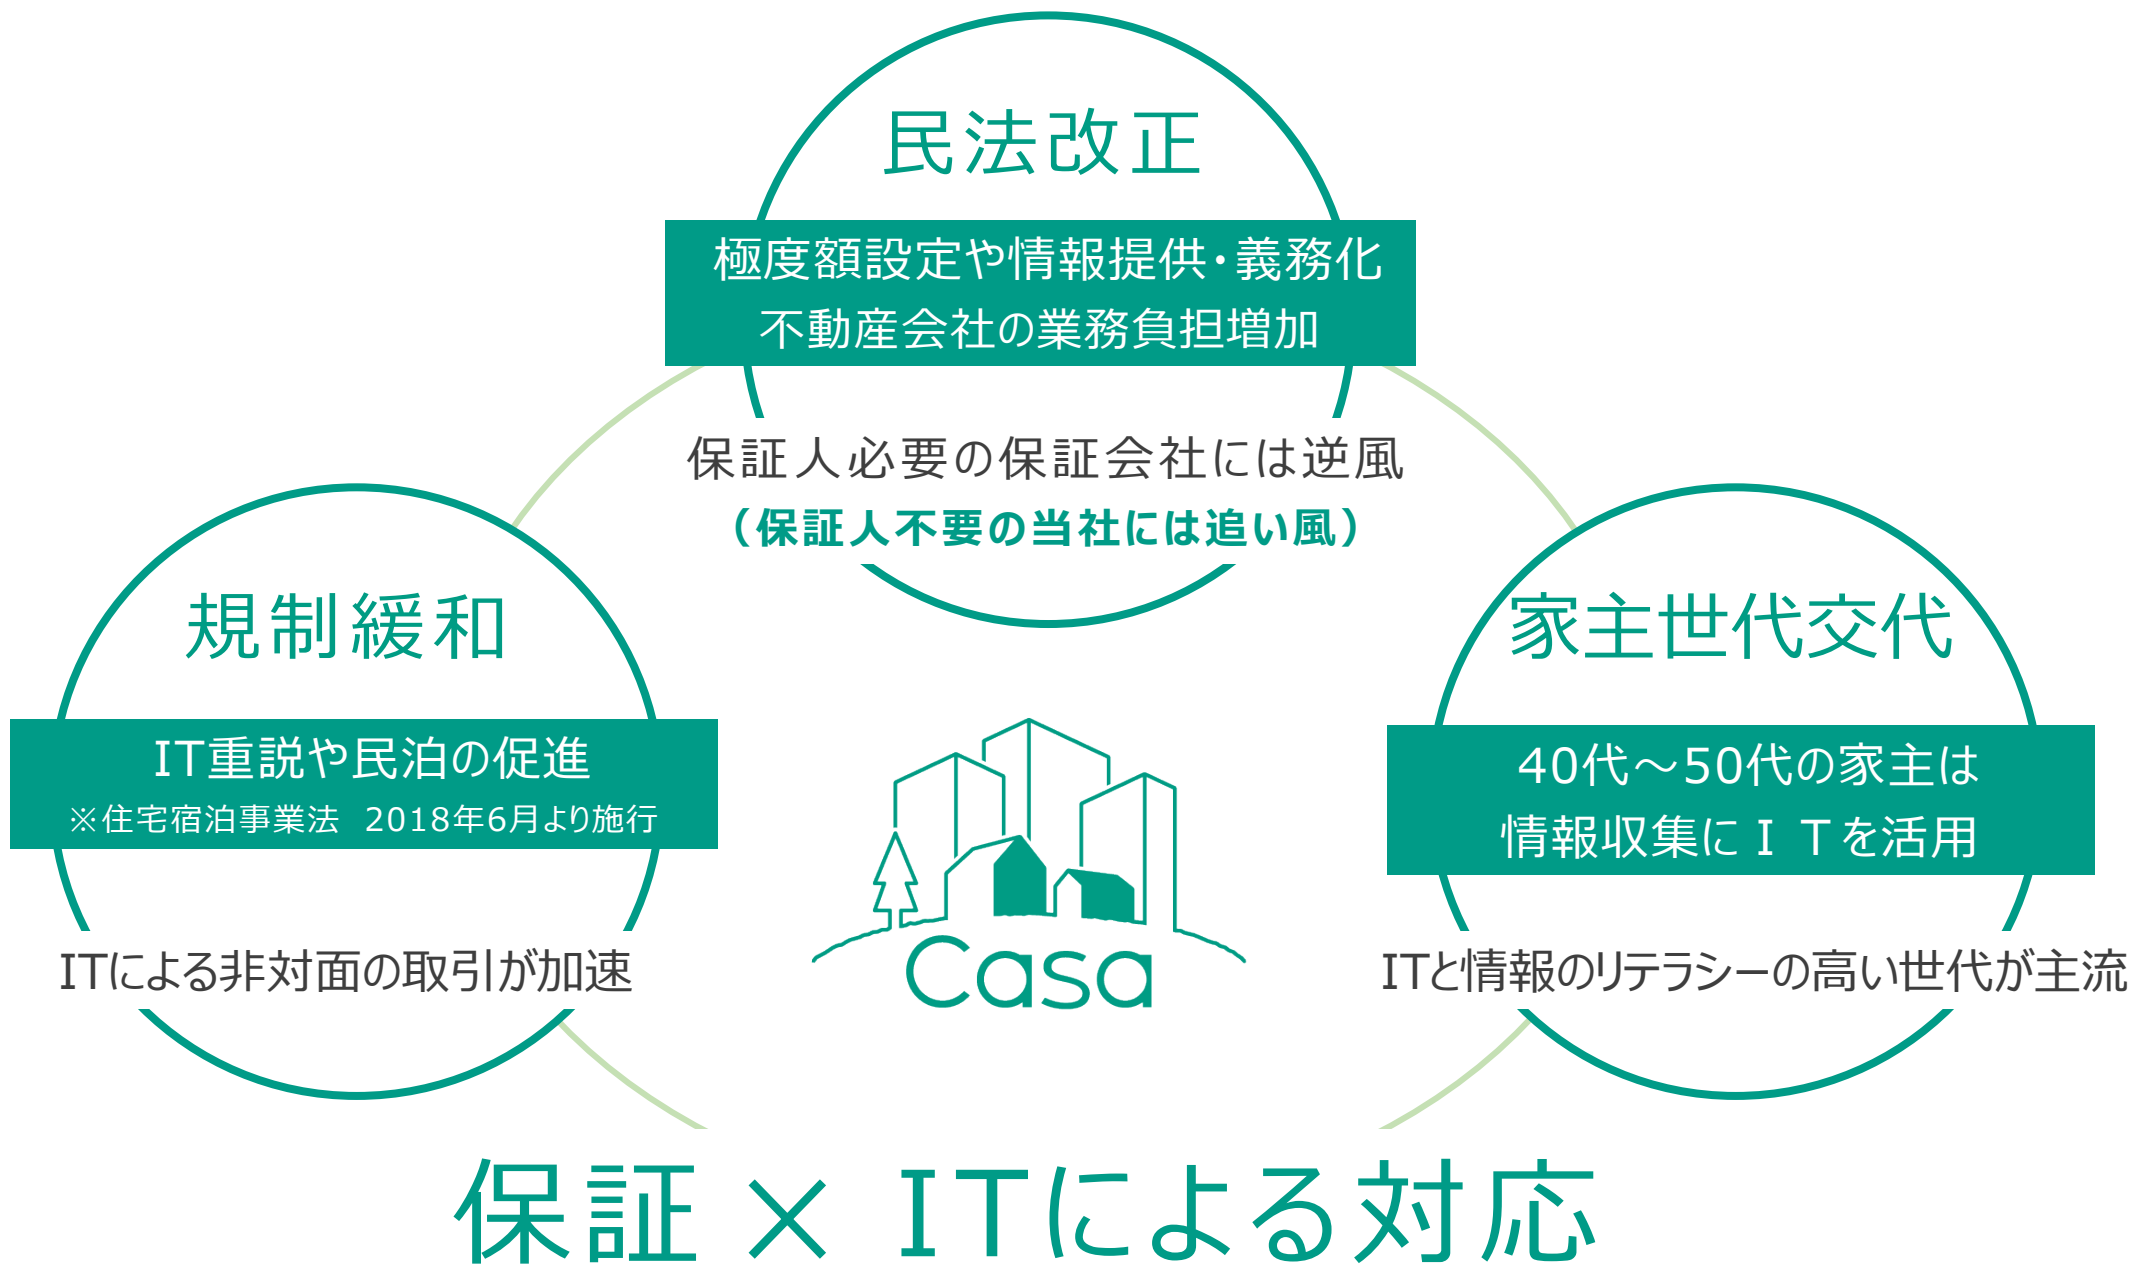 民法改正
極度額設定や情報提供・義務化
不動産会社の業務負担増加
保証人必要の保証会社には逆風
（保証人不要の当社には追い風）
規制緩和
IT重説や民泊の促進
※住宅宿泊事業法　2018年6月より施行
ITによる非対面の取引が加速
家主世代交代
40代～50代の家主は
情報収集にＩＴを活用
ITと情報のリテラシーの高い世代が主流
Casa
保証 × ITによる対応